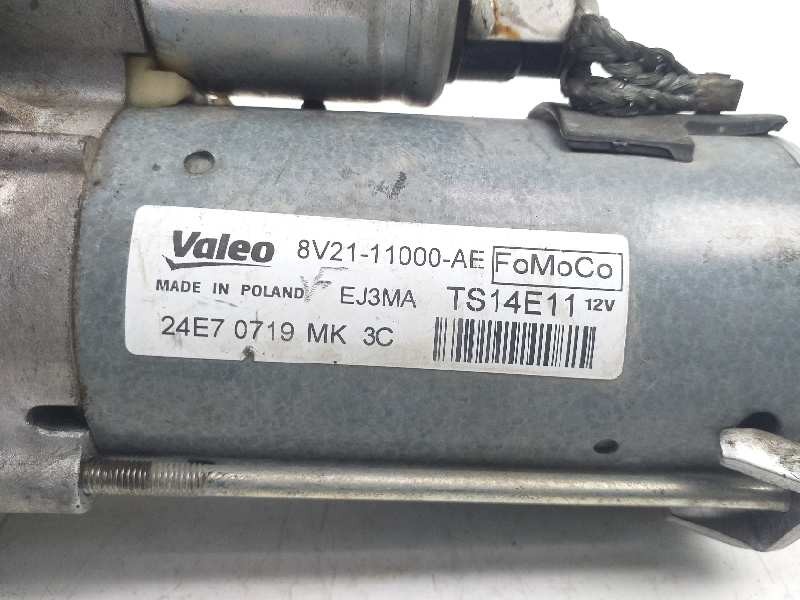 Valeo 8V21-11000-AE FoMoCo
MADE IN POLAND EJ3MA TS14E11 12V
24E7 0719 MK 3C